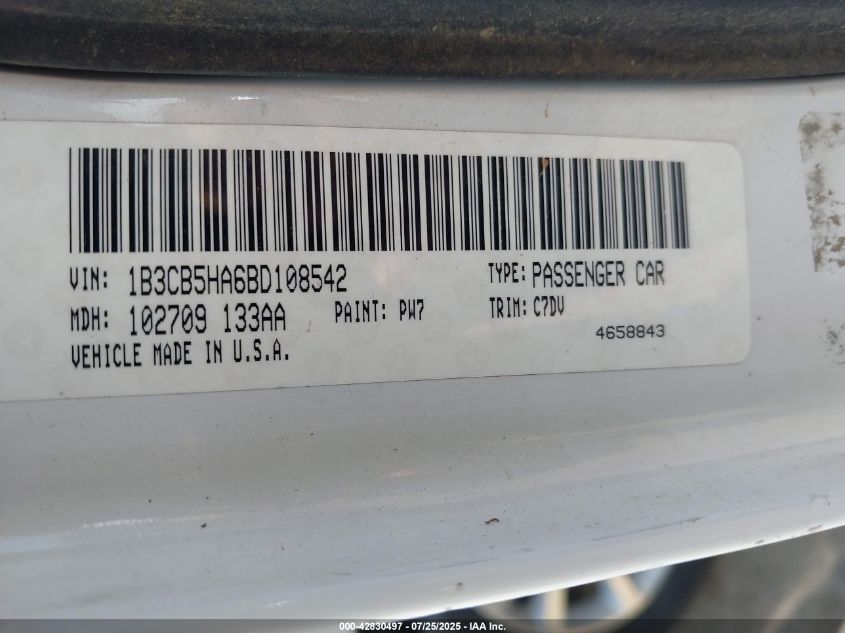 VIN: 1B3CB5HA6BD108542 TYPE: PASSENGER CAR
MDH: 102709 133AA PAINT: PW7 TRIM: C7DV
VEHICLE MADE IN U.S.A. 4658843
000-42830497 - 07/25/2025 - IAA Inc.